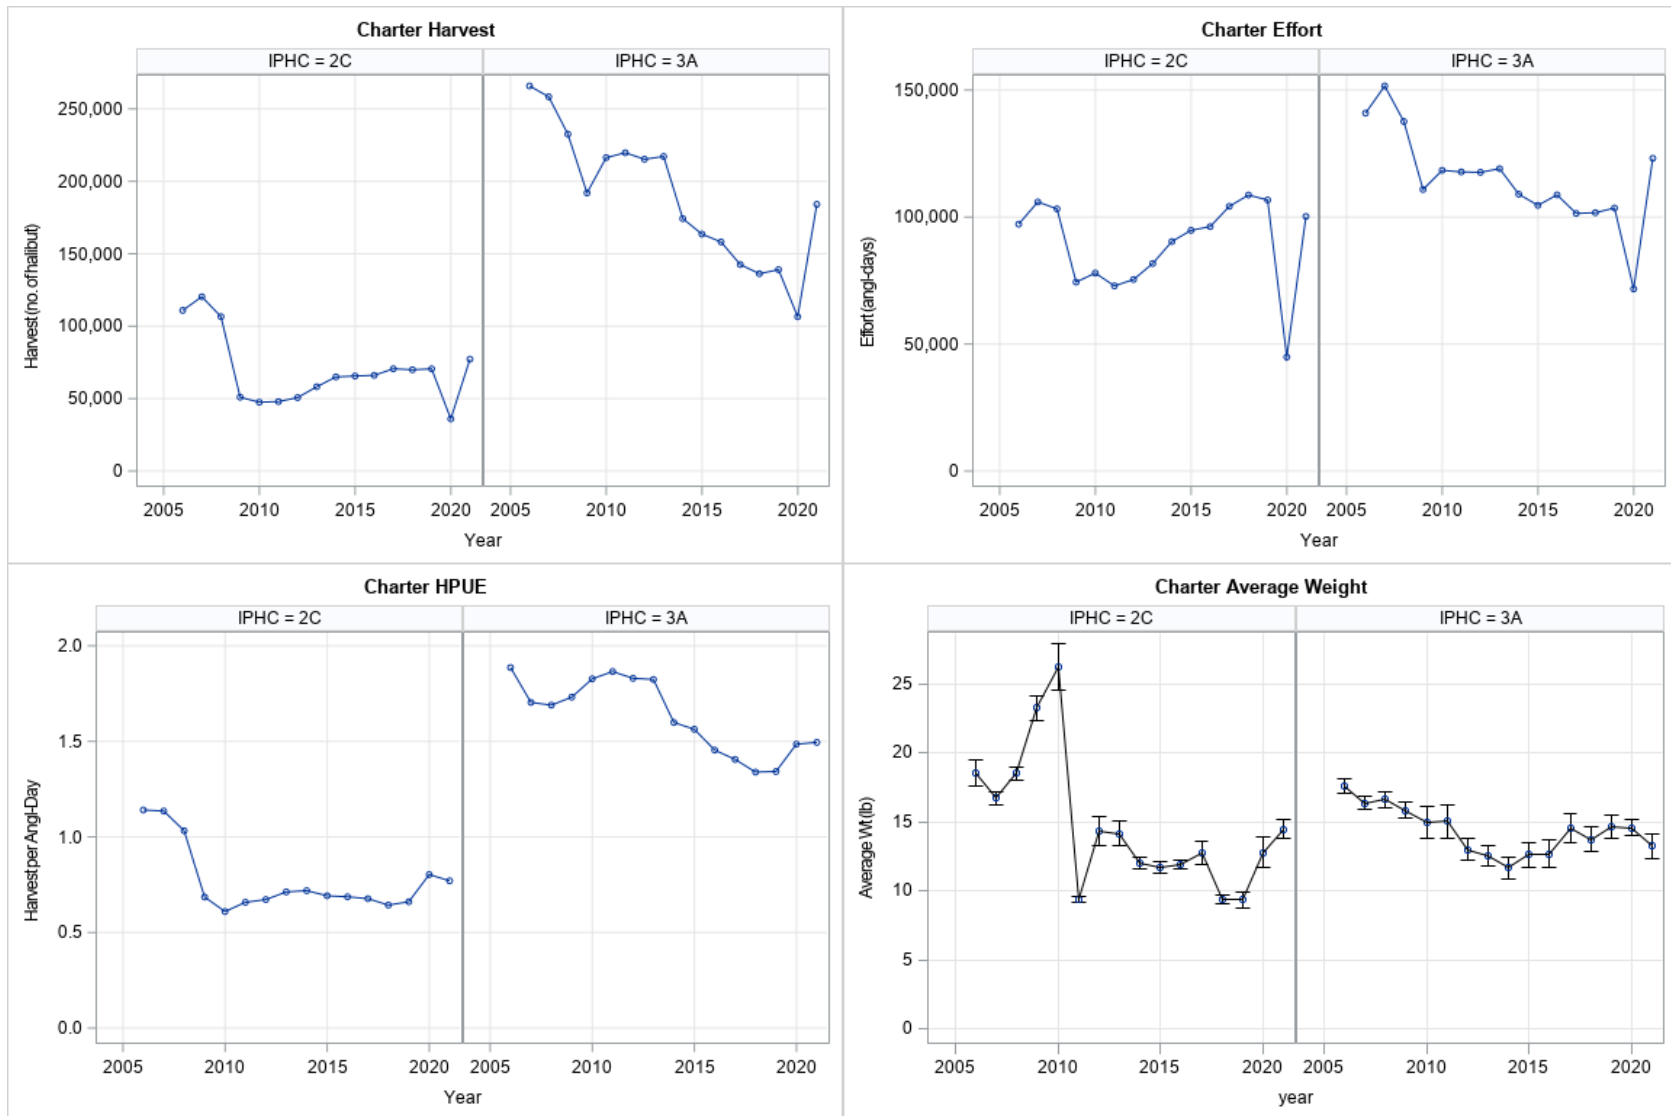 Charter Harvest
IPHC = 2C IPHC = 3A
Harvest (no. of halibut)
250,000
200,000
150,000
100,000
50,000
0
2005 2010 2015 2020 2005 2010 2015 2020
Year
Charter Effort
IPHC = 2C IPHC = 3A
Effort (angl-days)
150,000
100,000
50,000
0
2005 2010 2015 2020 2005 2010 2015 2020
Year
Charter HPUE
IPHC = 2C IPHC = 3A
Harvest per Angl-Day
2.0
1.5
1.0
0.5
0.0
2005 2010 2015 2020 2005 2010 2015 2020
Year
Charter Average Weight
IPHC = 2C IPHC = 3A
Average Wt (lb)
25
20
15
10
5
0
2005 2010 2015 2020 2005 2010 2015 2020
year